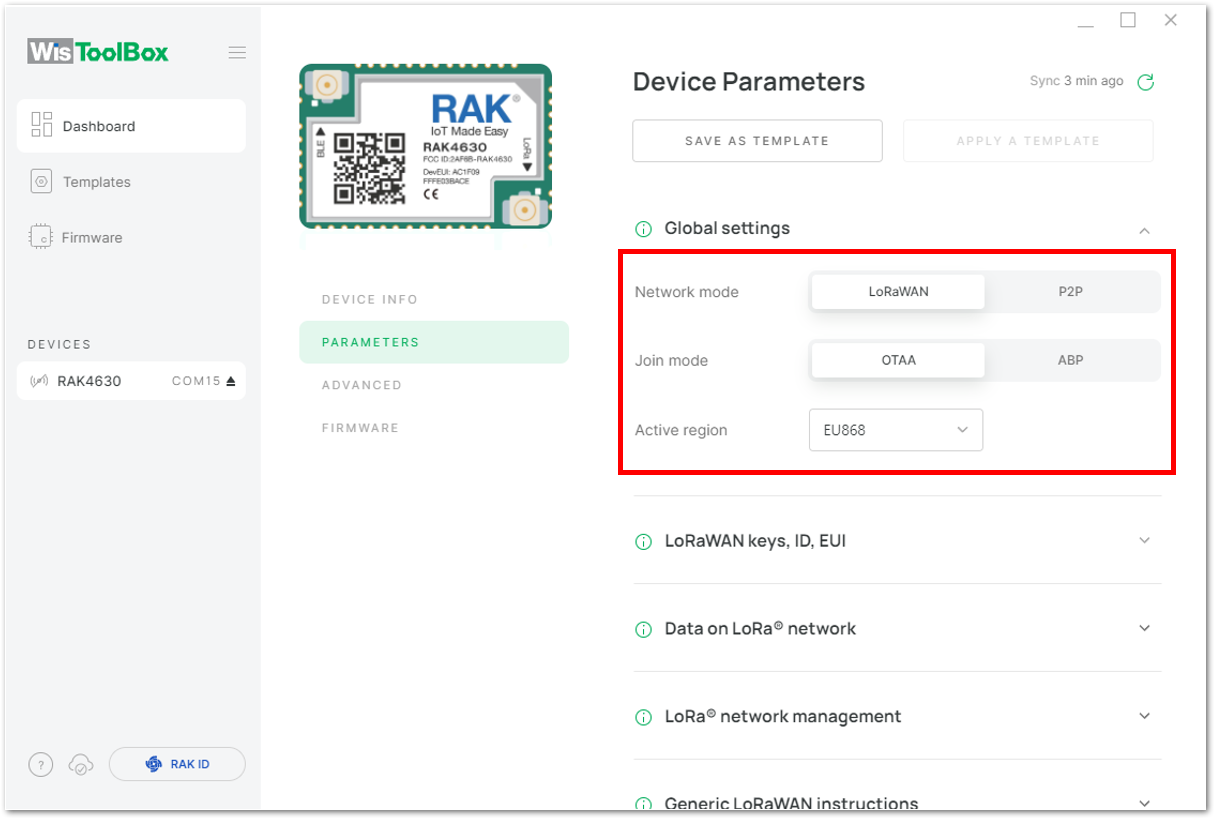 WisToolBox
Dashboard
Templates
Firmware
DEVICES
RAK4630 COM15
? RAK ID
RAK®
IoT Made Easy
RAK4630
FCC ID:2AF6B-RAK4630
DevEUI: AC1F09
FFFE03BACE
CE
BLE
LoRa
DEVICE INFO
PARAMETERS
ADVANCED
FIRMWARE
Device Parameters
Sync 3 min ago
SAVE AS TEMPLATE APPLY A TEMPLATE
Global settings
Network mode LoRaWAN P2P
Join mode OTAA ABP
Active region EU868
LoRaWAN keys, ID, EUI
Data on LoRa® network
LoRa® network management
Generic LoRaWAN instructions